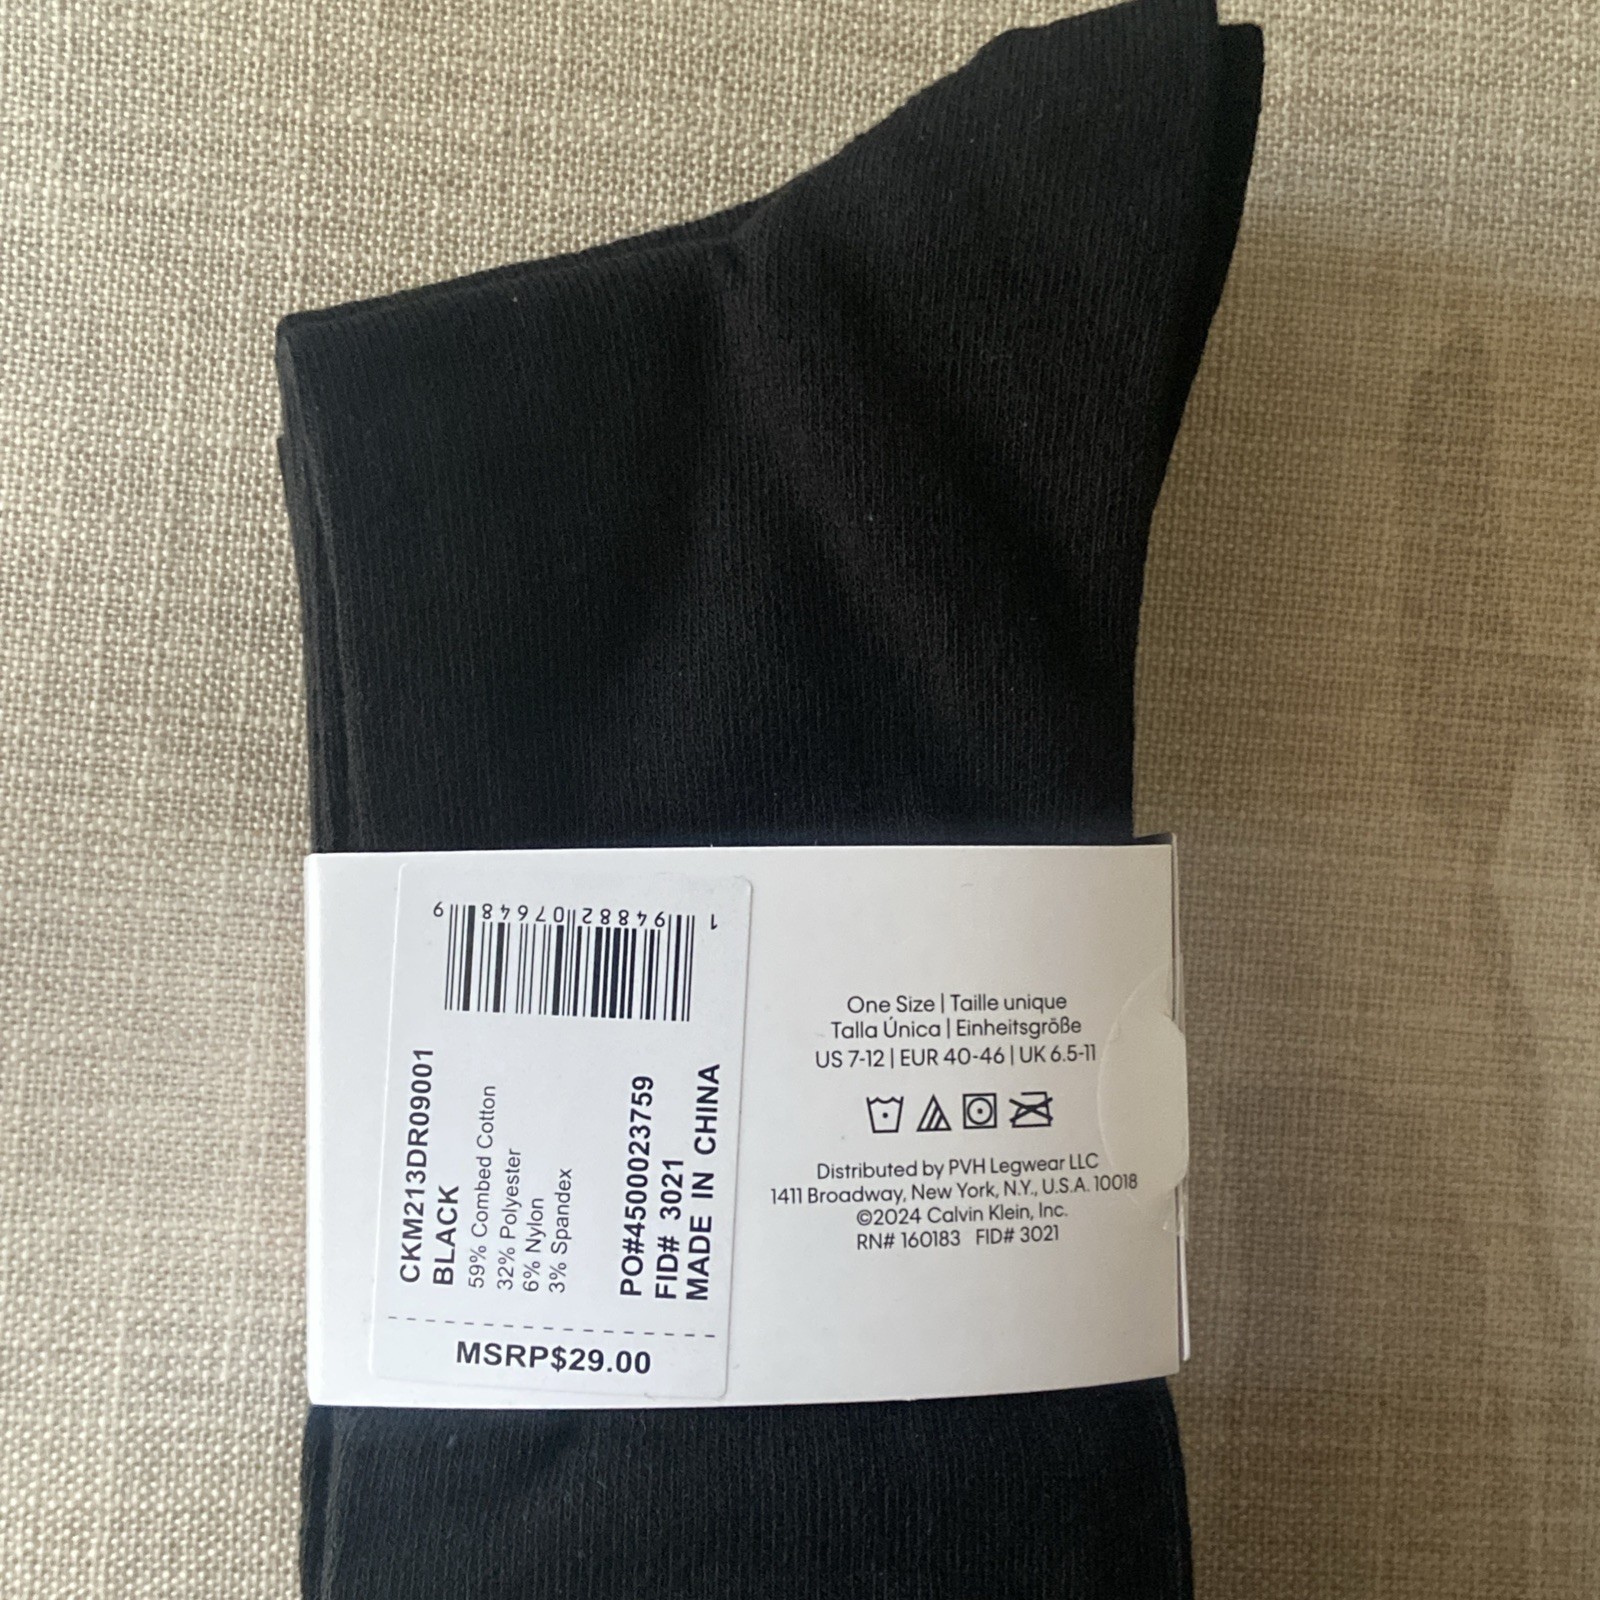 1 94882 07648 9
CKM213DR09001
BLACK
59% Combed Cotton
32% Polyester
6% Nylon
3% Spandex
PO#4500023759
FID# 3021
MADE IN CHINA
MSRP$29.00
One Size | Taille unique
Talla Única | Einheitsgröße
US 7-12 | EUR 40-46 | UK 6.5-11
Distributed by PVH Legwear LLC
1411 Broadway, New York, N.Y., U.S.A. 10018
©2024 Calvin Klein, Inc.
RN# 160183 FID# 3021